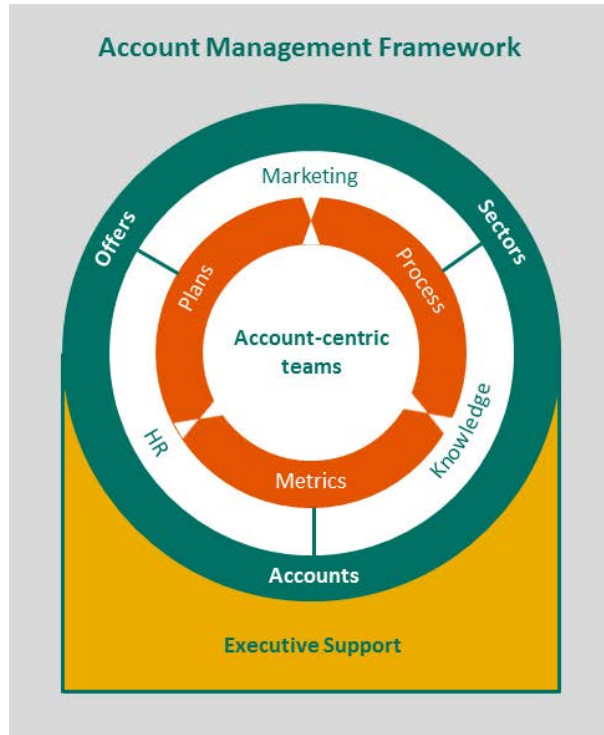 Account Management Framework
Marketing
Offers
Sectors
Plans
Process
Account-centric
teams
HR
Knowledge
Metrics
Accounts
Executive Support